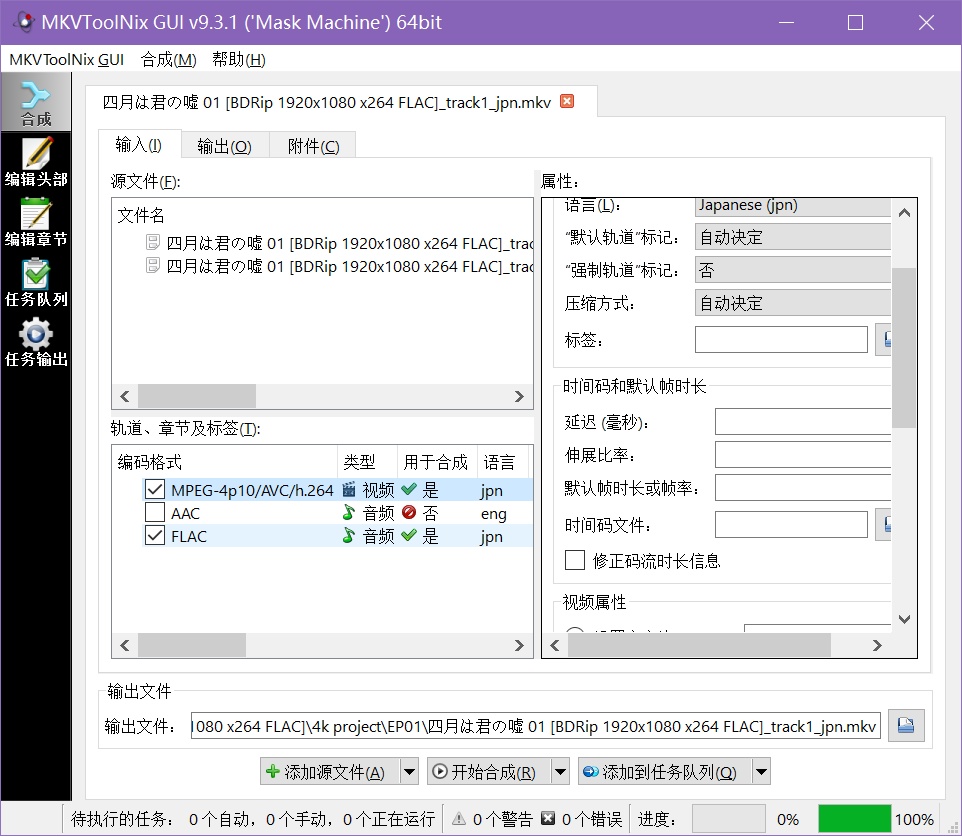 MKVToolNix GUI v9.3.1 ('Mask Machine') 64bit
MKVToolNix GUI 合成(M) 帮助(H)
合成
编辑头部
编辑章节
任务队列
任务输出
四月は君の嘘 01 [BDRip 1920x1080 x264 FLAC]_track1_jpn.mkv
输入(I) 输出(O) 附件(C)
源文件(F):
文件名
四月は君の嘘 01 [BDRip 1920x1080 x264 FLAC]_trac
四月は君の嘘 01 [BDRip 1920x1080 x264 FLAC]_trac
轨道、章节及标签(T):
编码格式 类型 用于合成 语言
MPEG-4p10/AVC/h.264 视频 是 jpn
AAC 音频 否 eng
FLAC 音频 是 jpn
属性：
语言(L)： Japanese (jpn)
“默认轨道”标记： 自动决定
“强制轨道”标记： 否
压缩方式： 自动决定
标签：
时间码和默认帧时长
延迟 (毫秒)：
伸展比率：
默认帧时长或帧率：
时间码文件：
修正码流时长信息
视频属性
输出文件
输出文件： 1080 x264 FLAC]\4k project\EP01\四月は君の嘘 01 [BDRip 1920x1080 x264 FLAC]_track1_jpn.mkv
添加源文件(A) 开始合成(R) 添加到任务队列(Q)
待执行的任务： 0 个自动，0 个手动，0 个正在运行 0 个警告 0 个错误 进度： 0% 100%